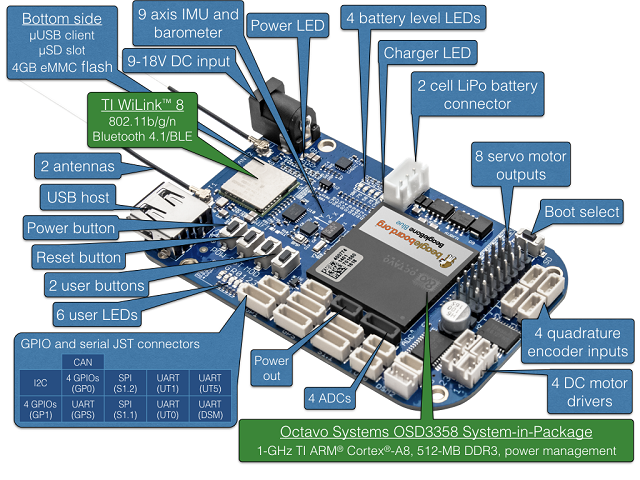 Bottom side
µUSB client
µSD slot
4GB eMMC flash
9 axis IMU and
barometer
Power LED
4 battery level LEDs
9-18V DC input
Charger LED
TI WiLink™ 8
802.11b/g/n
Bluetooth 4.1/BLE
2 cell LiPo battery
connector
2 antennas
8 servo motor
outputs
USB host
Boot select
Power button
Reset button
2 user buttons
6 user LEDs
beagleboard.org
BeagleBone Blue
GPIO and serial JST connectors
CAN
I2C
4 GPIOs
(GP0)
SPI
(S1.2)
UART
(UT1)
UART
(UT5)
4 GPIOs
(GP1)
UART
(GPS)
SPI
(S1.1)
UART
(UT0)
UART
(DSM)
Power
out
4 ADCs
4 quadrature
encoder inputs
4 DC motor
drivers
Octavo Systems OSD3358 System-in-Package
1-GHz TI ARM® Cortex®-A8, 512-MB DDR3, power management